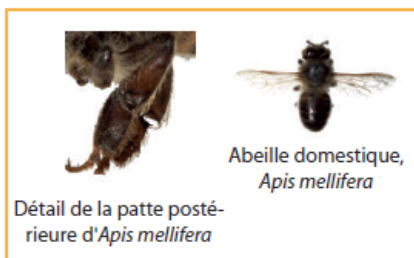 Abeille domestique,
Apis mellifera
Détail de la patte posté-
rieure d'Apis mellifera